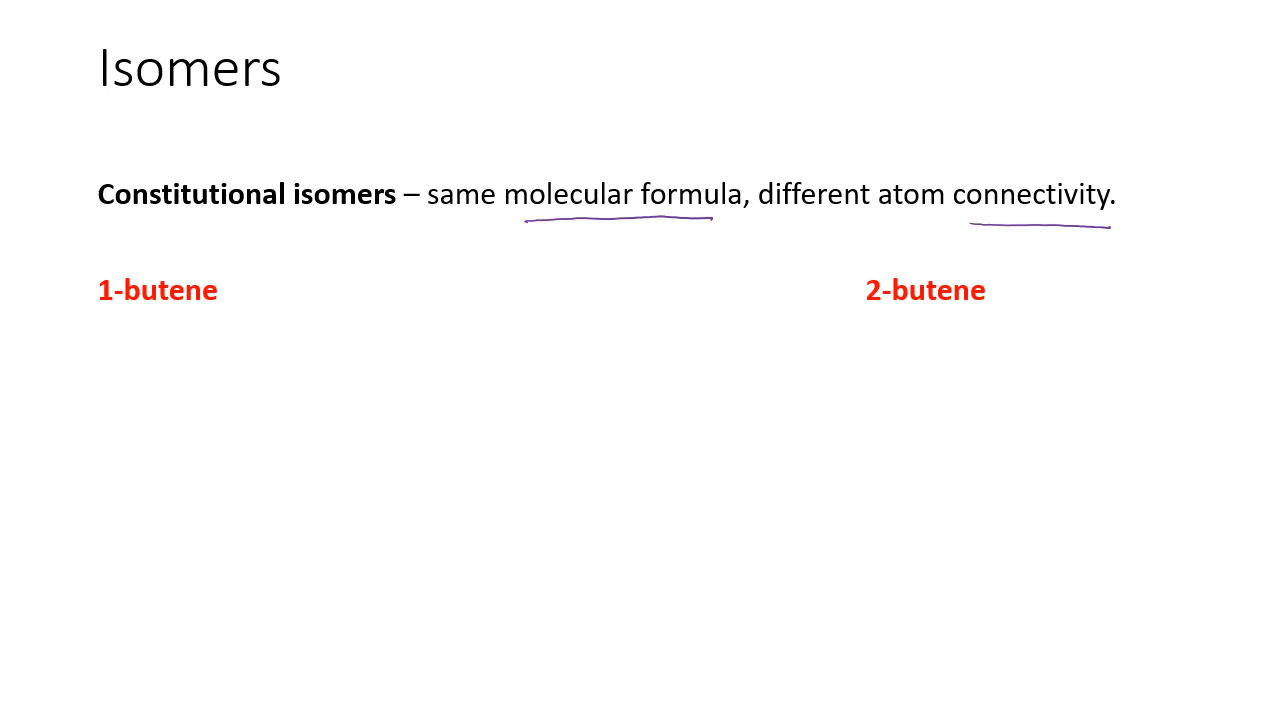 Isomers
Constitutional isomers – same molecular formula, different atom connectivity.
1-butene 2-butene